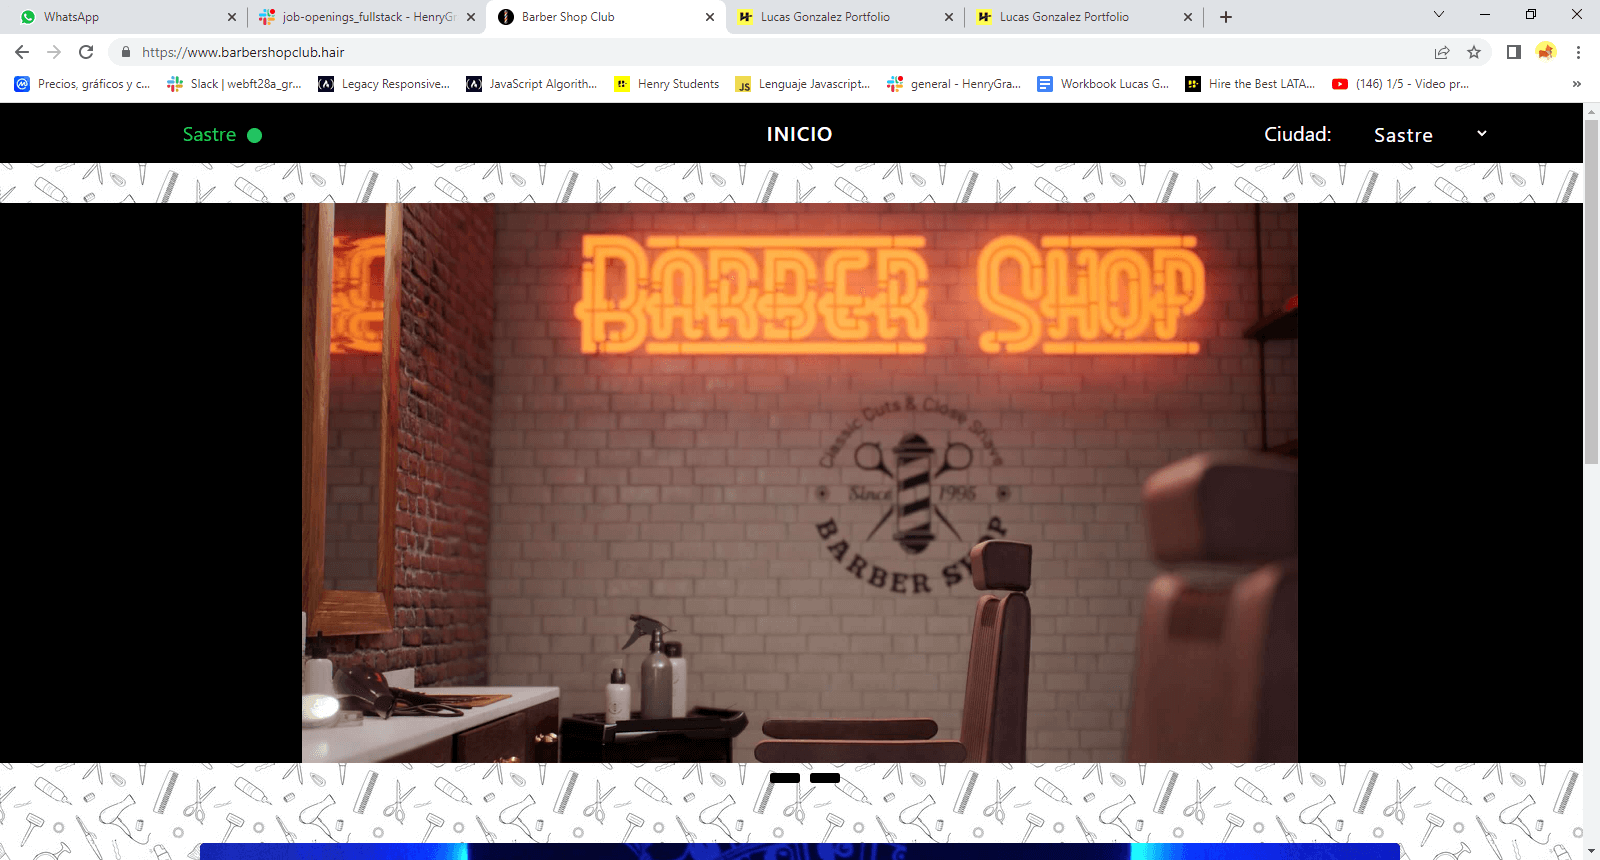 WhatsApp
job-openings_fullstack - HenryGr
Barber Shop Club
Lucas Gonzalez Portfolio
Lucas Gonzalez Portfolio
https://www.barbershopclub.hair
Precios, gráficos y c...
Slack | webft28a_gr...
Legacy Responsive...
JavaScript Algorith...
Henry Students
Lenguaje Javascript...
general - HenryGra...
Workbook Lucas G...
Hire the Best LATA...
(146) 1/5 - Video pr...
Sastre
INICIO
Ciudad:
Sastre
BARBER SHOP
Classic Cuts & Close Shave
Since 1995
BARBER SHOP